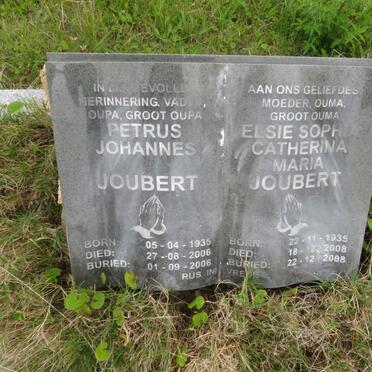 IN LIEFDEVOLLE
HERINNERING, VADER,
OUPA, GROOT OUPA
PETRUS
JOHANNES
JOUBERT
BORN: 05 - 04 - 1935
DIED: 27 - 08 - 2006
BURIED: 01 - 09 - 2006
AAN ONS GELIEFDES
MOEDER, OUMA,
GROOT OUMA
ELSIE SOPHIA
CATHERINA
MARIA
JOUBERT
BORN: 22 - 11 - 1935
DIED: 18 - 12 - 2008
BURIED: 22 - 12 - 2008
RUS IN VREDE